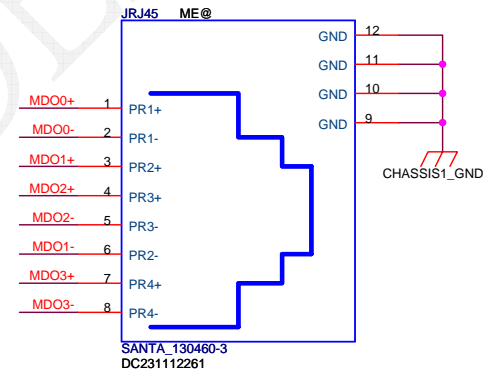 JRJ45 ME@
GND 12
GND 11
GND 10
GND 9
CHASSIS1_GND
MDO0+ 1 PR1+
MDO0- 2 PR1-
MDO1+ 3 PR2+
MDO2+ 4 PR3+
MDO2- 5 PR3-
MDO1- 6 PR2-
MDO3+ 7 PR4+
MDO3- 8 PR4-
SANTA_130460-3
DC231112261